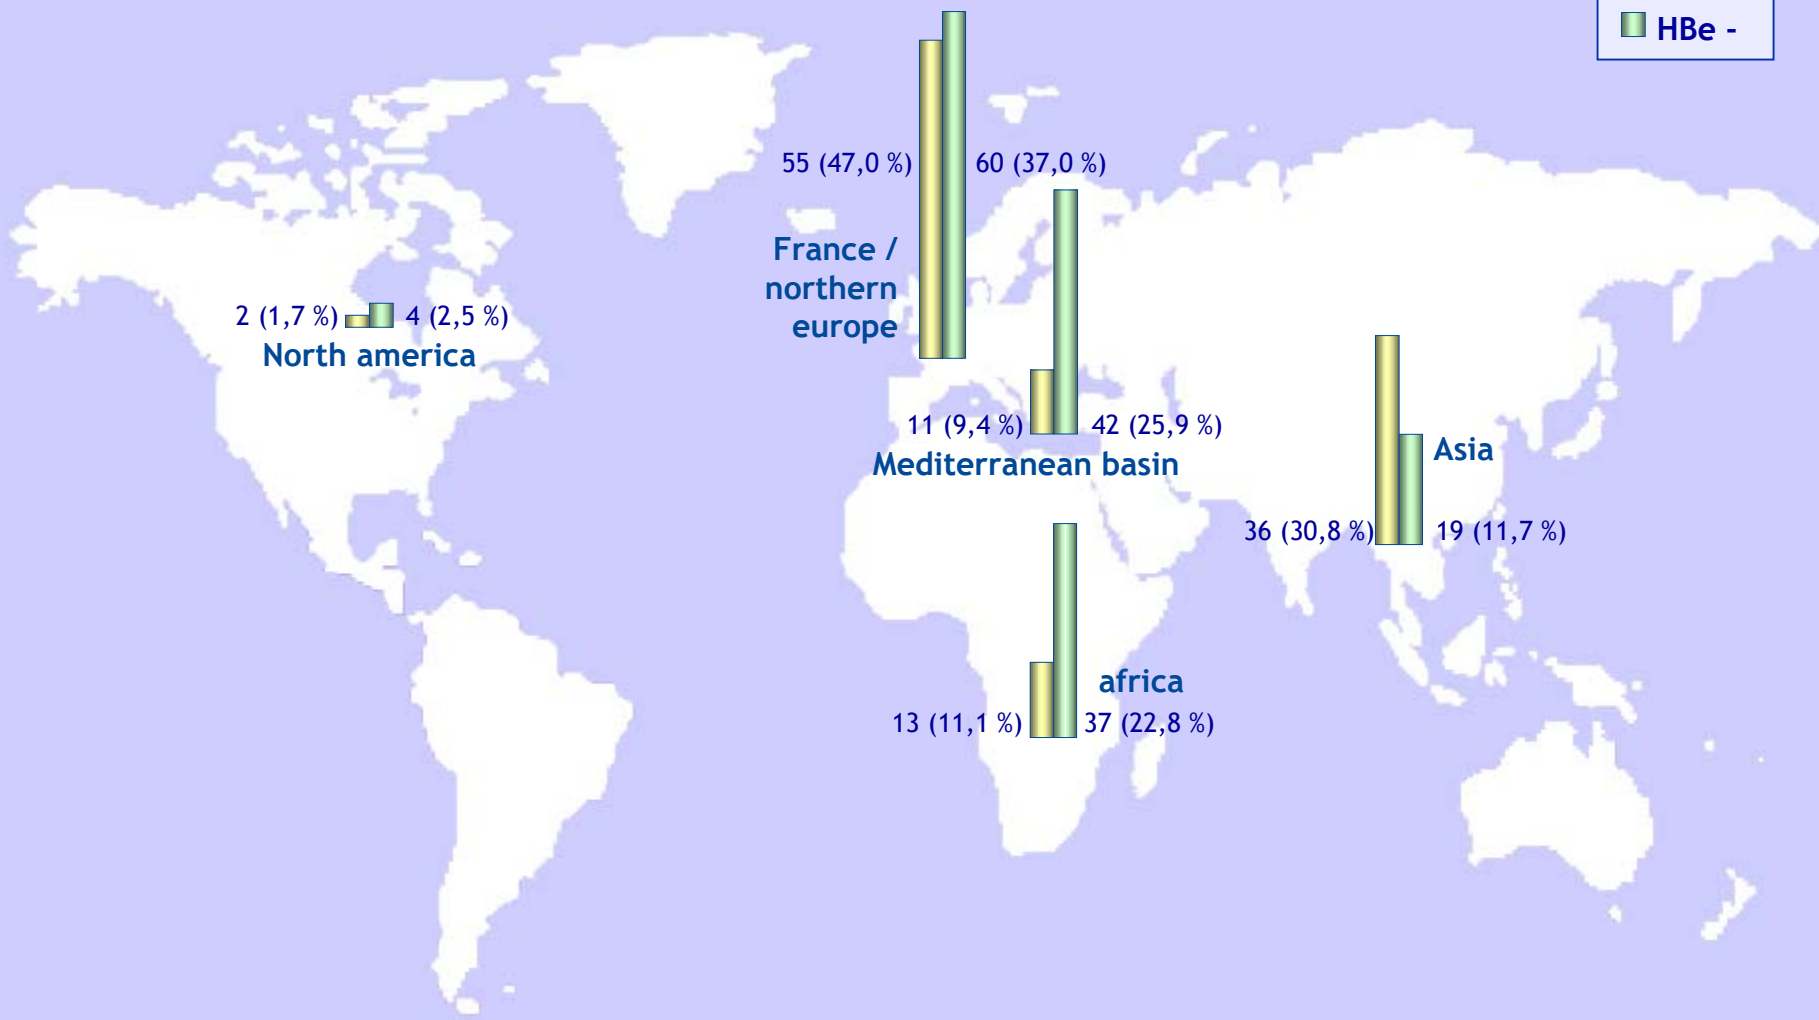 HBe -
55 (47,0 %) 60 (37,0 %)
France /
northern
europe
2 (1,7 %) 4 (2,5 %)
North america
11 (9,4 %) 42 (25,9 %)
Mediterranean basin
Asia
36 (30,8 %) 19 (11,7 %)
africa
13 (11,1 %) 37 (22,8 %)